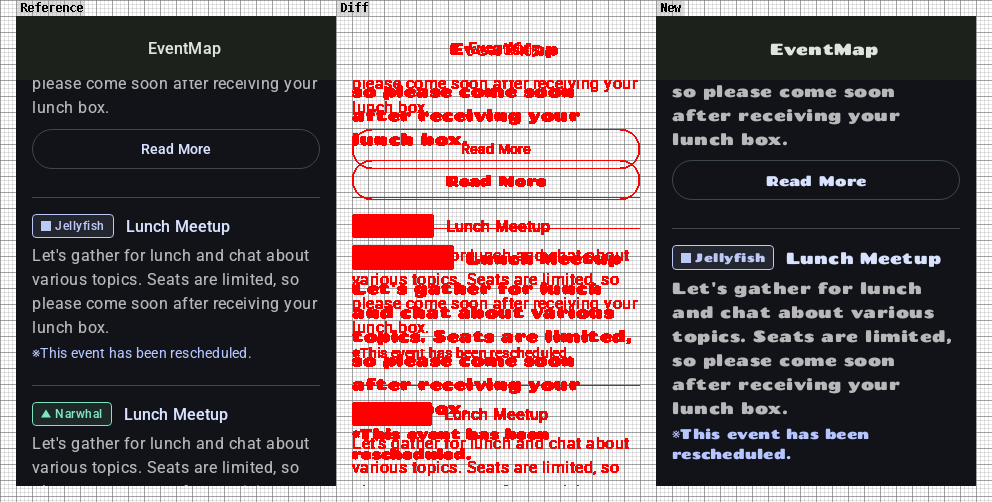 Reference
EventMap
please come soon after receiving your
lunch box.
Read More
Jellyfish
Lunch Meetup
Let's gather for lunch and chat about
various topics. Seats are limited, so
please come soon after receiving your
lunch box.
※This event has been rescheduled.
Narwhal
Lunch Meetup
Let's gather for lunch and chat about
various topics. Seats are limited, so
Diff
EventMap
please come soon after receiving your
so please come soon
lunch box.
after receiving your
lunch box.
Read More
Read More
Lunch Meetup
Lunch Meetup
for lunch and chat about
various topics. Seats are limited, so
Let's gather for lunch
please come soon after receiving your
and chat about various
lunch box.
topics. Seats are limited,
※This event has been rescheduled.
so please come soon
after receiving your
box.
Lunch Meetup
※This event has been
Let's gather for lunch and chat about
rescheduled.
various topics. Seats are limited, so
New
EventMap
so please come soon
after receiving your
lunch box.
Read More
Jellyfish
Lunch Meetup
Let's gather for lunch
and chat about various
topics. Seats are limited,
so please come soon
after receiving your
lunch box.
※This event has been
rescheduled.